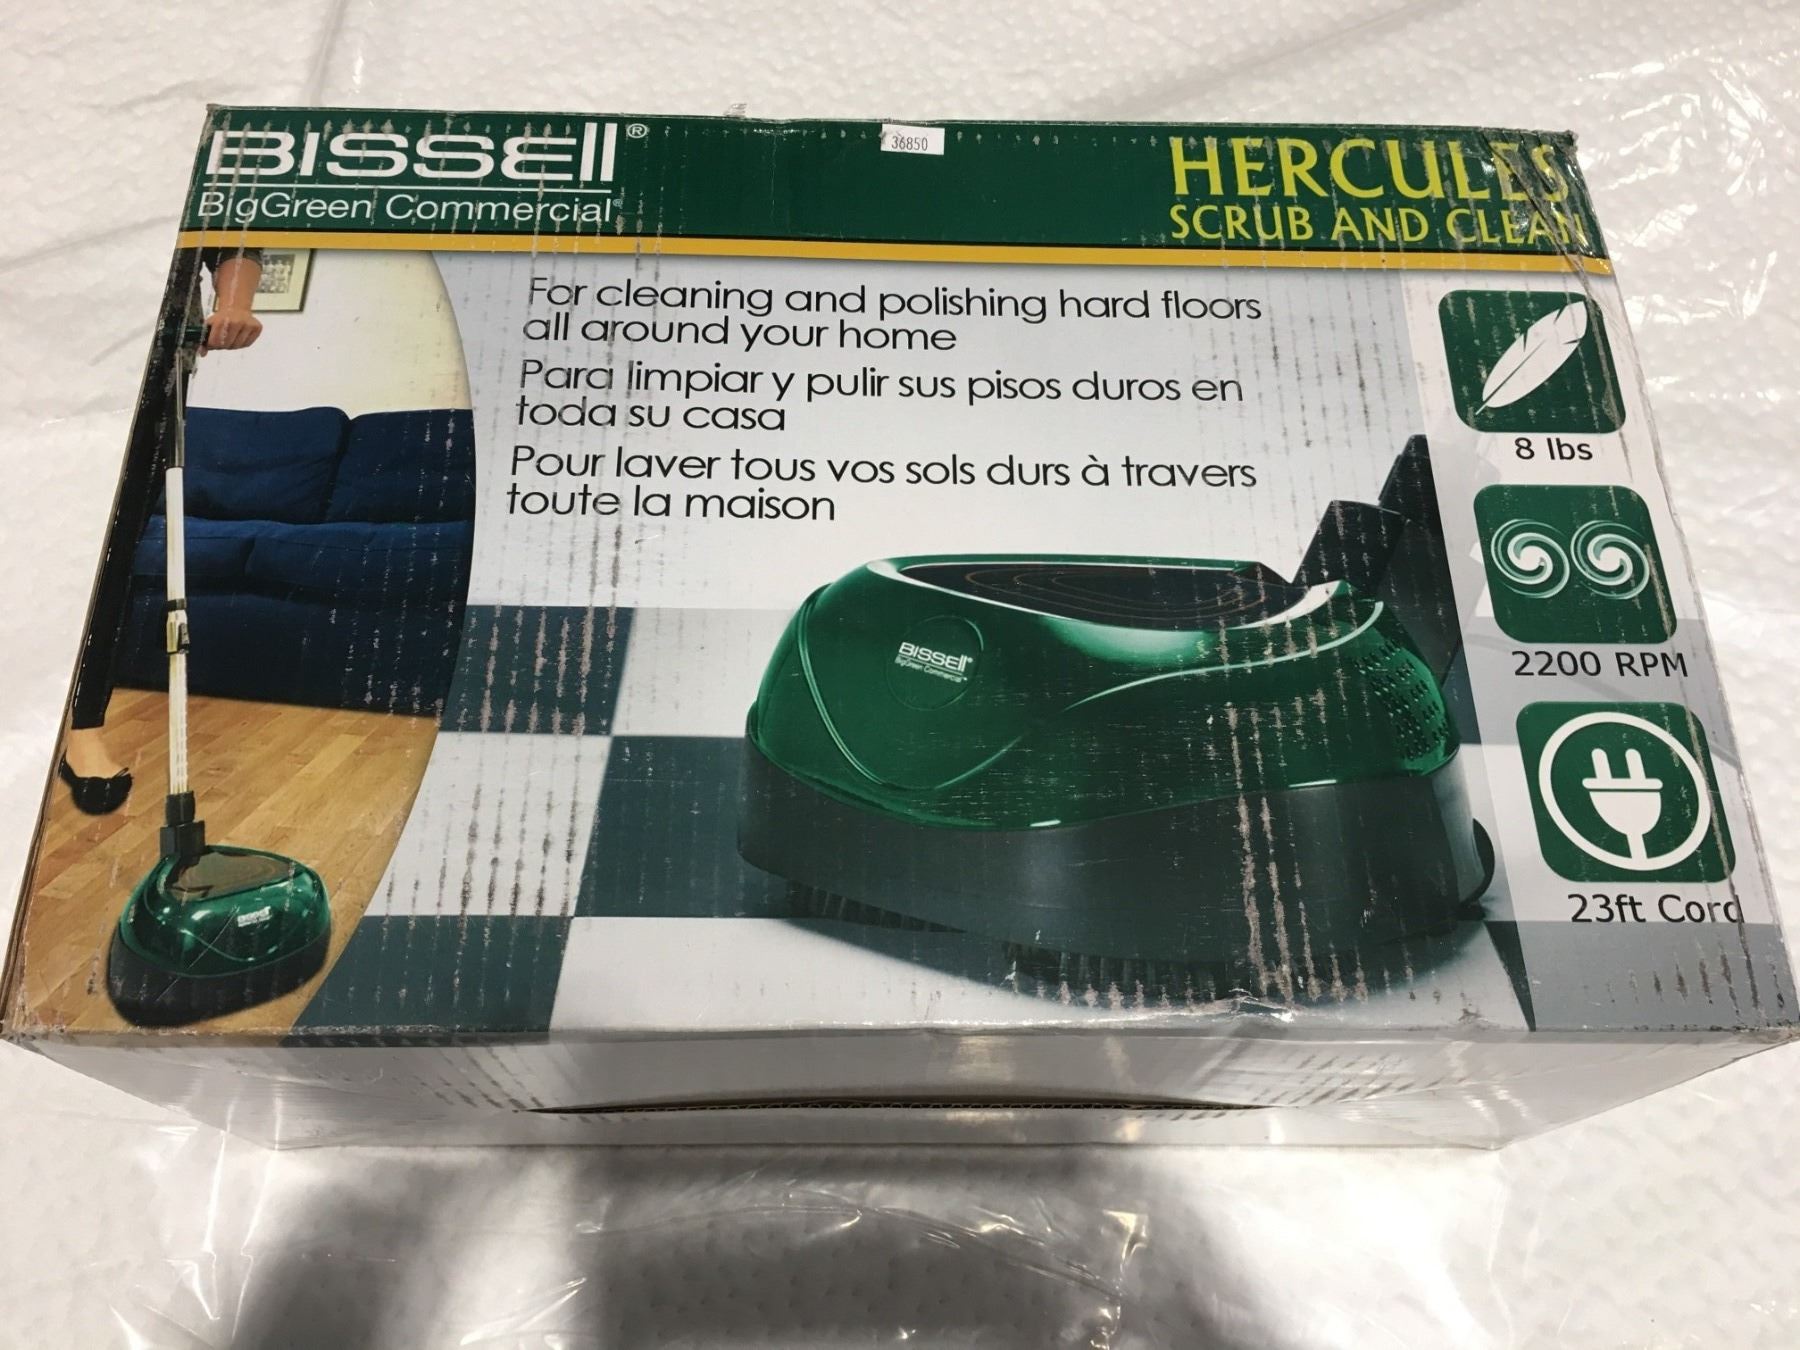 BISSELL®
BigGreen Commercial®
36850
HERCULES
SCRUB AND CLEAN
For cleaning and polishing hard floors
all around your home
Para limpiar y pulir sus pisos duros en
toda su casa
Pour laver tous vos sols durs à travers
toute la maison
8 lbs
2200 RPM
23ft Cord
BISSELL®
BigGreen Commercial
BISSELL